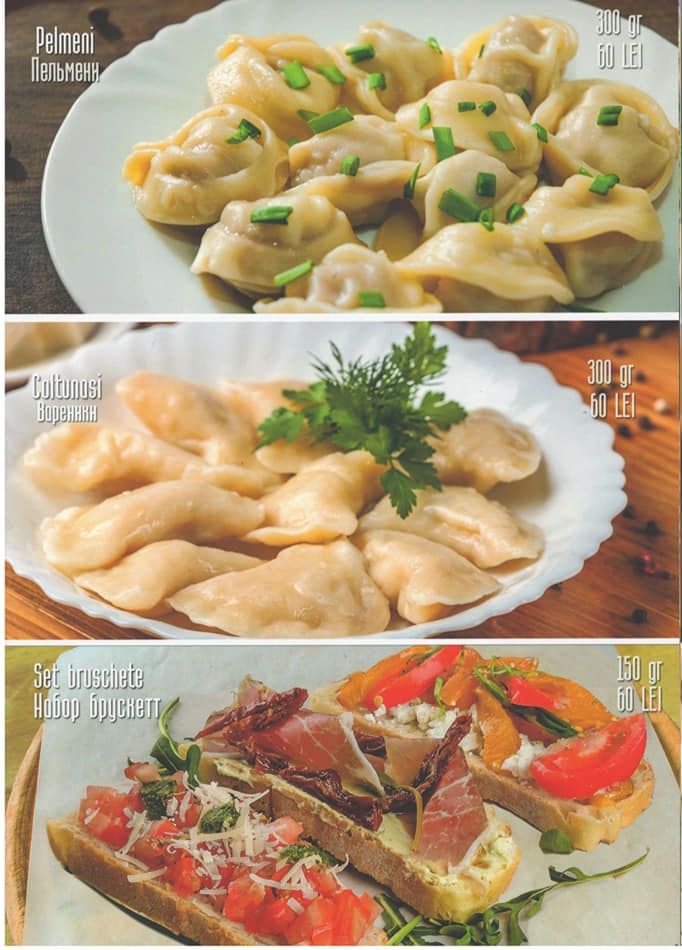 Pelmeni
Пельмени
300 gr
60 LEI
Coltunasi
Вареники
300 gr
60 LEI
Set bruschete
Набор брускетт
150 gr
60 LEI